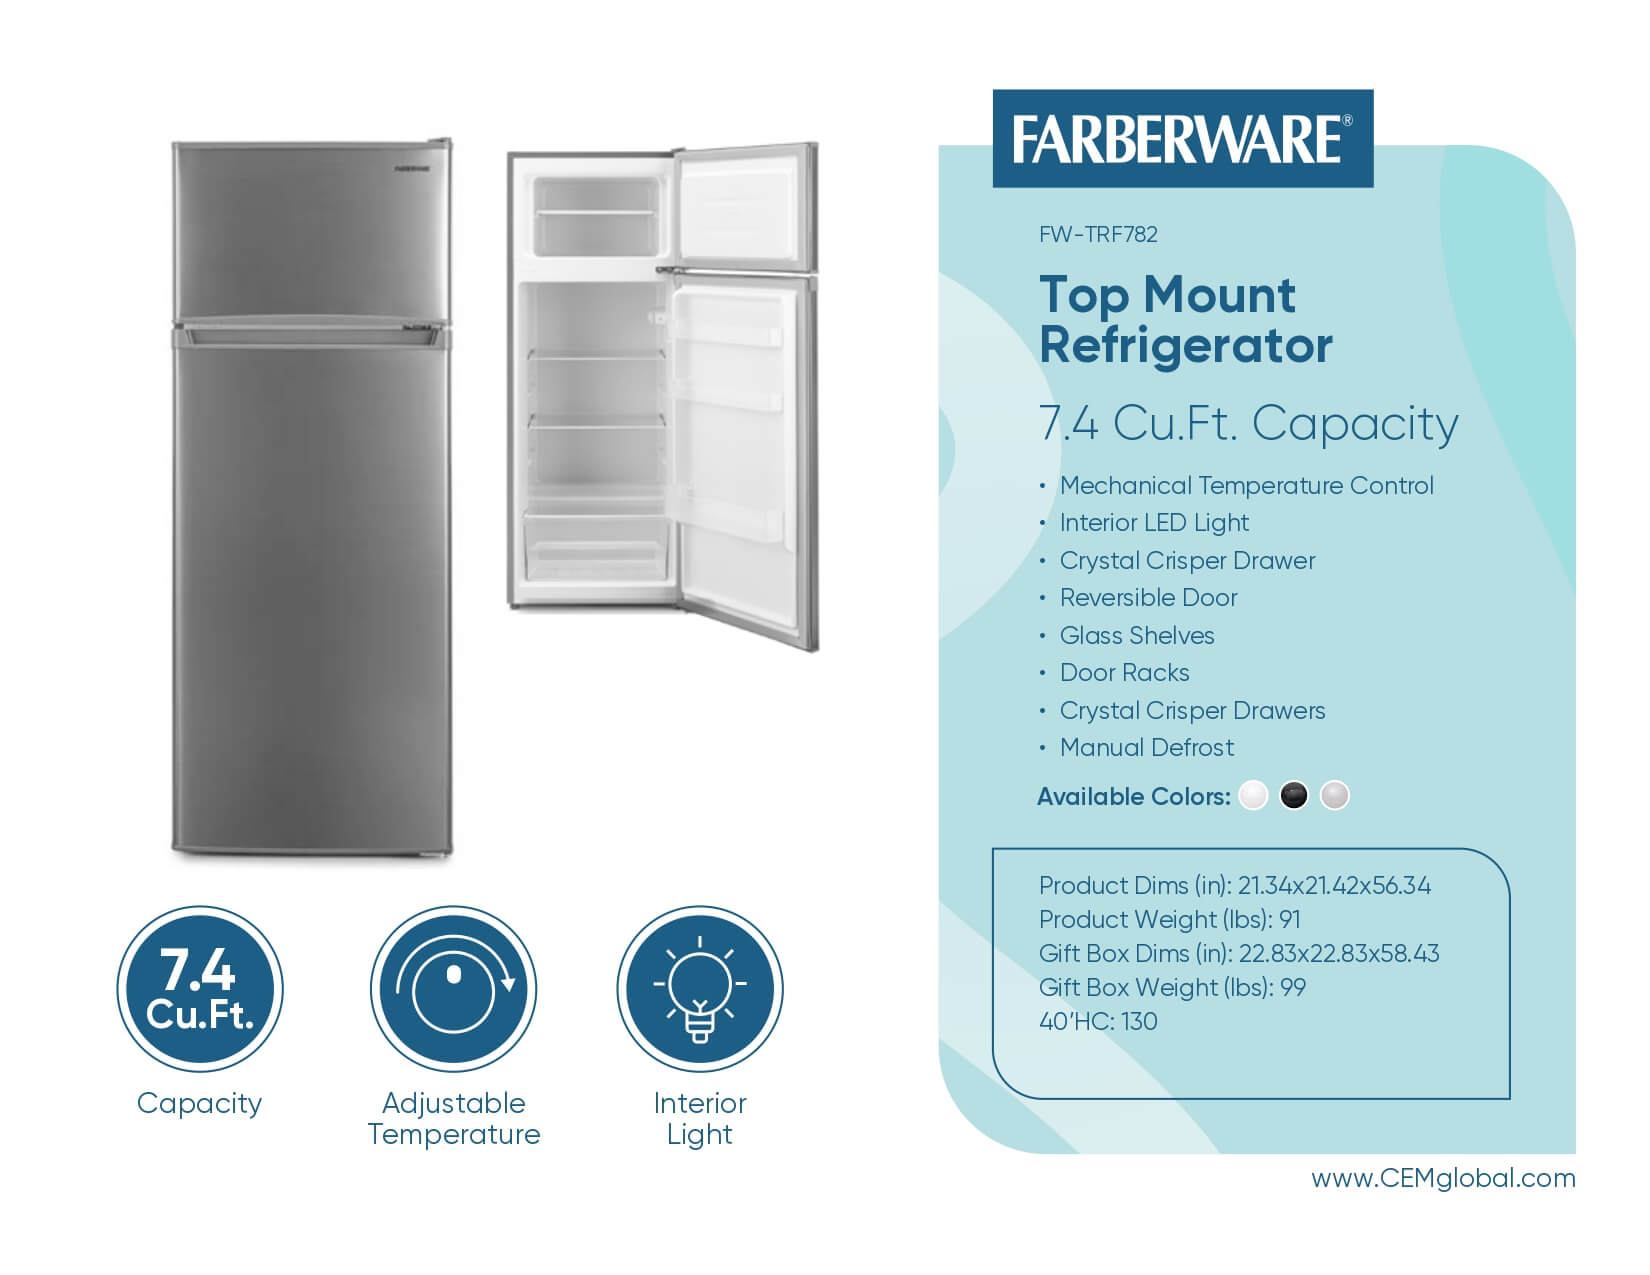 FARBERWARE
FARBERWARE®
FW-TRF782
Top Mount
Refrigerator
7.4 Cu.Ft. Capacity
• Mechanical Temperature Control
• Interior LED Light
• Crystal Crisper Drawer
• Reversible Door
• Glass Shelves
• Door Racks
• Crystal Crisper Drawers
• Manual Defrost
Available Colors:
Product Dims (in): 21.34x21.42x56.34
Product Weight (lbs): 91
Gift Box Dims (in): 22.83x22.83x58.43
Gift Box Weight (lbs): 99
40’HC: 130
7.4
Cu.Ft.
Capacity
Adjustable
Temperature
Interior
Light
www.CEMglobal.com